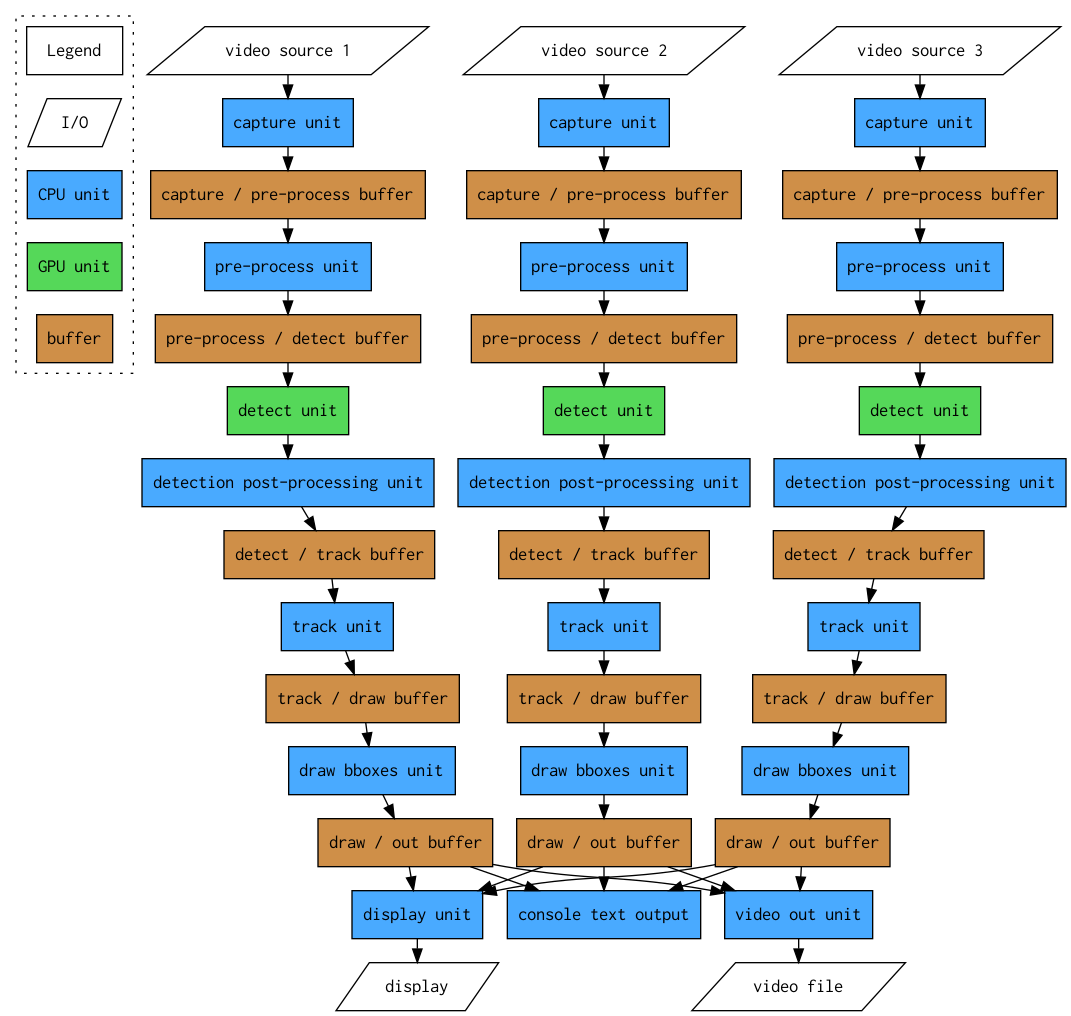 Legend
I/O
CPU unit
GPU unit
buffer
video source 1
video source 2
video source 3
capture unit
capture unit
capture unit
capture / pre-process buffer
capture / pre-process buffer
capture / pre-process buffer
pre-process unit
pre-process unit
pre-process unit
pre-process / detect buffer
pre-process / detect buffer
pre-process / detect buffer
detect unit
detect unit
detect unit
detection post-processing unit
detection post-processing unit
detection post-processing unit
detect / track buffer
detect / track buffer
detect / track buffer
track unit
track unit
track unit
track / draw buffer
track / draw buffer
track / draw buffer
draw bboxes unit
draw bboxes unit
draw bboxes unit
draw / out buffer
draw / out buffer
draw / out buffer
display unit
console text output
video out unit
display
video file